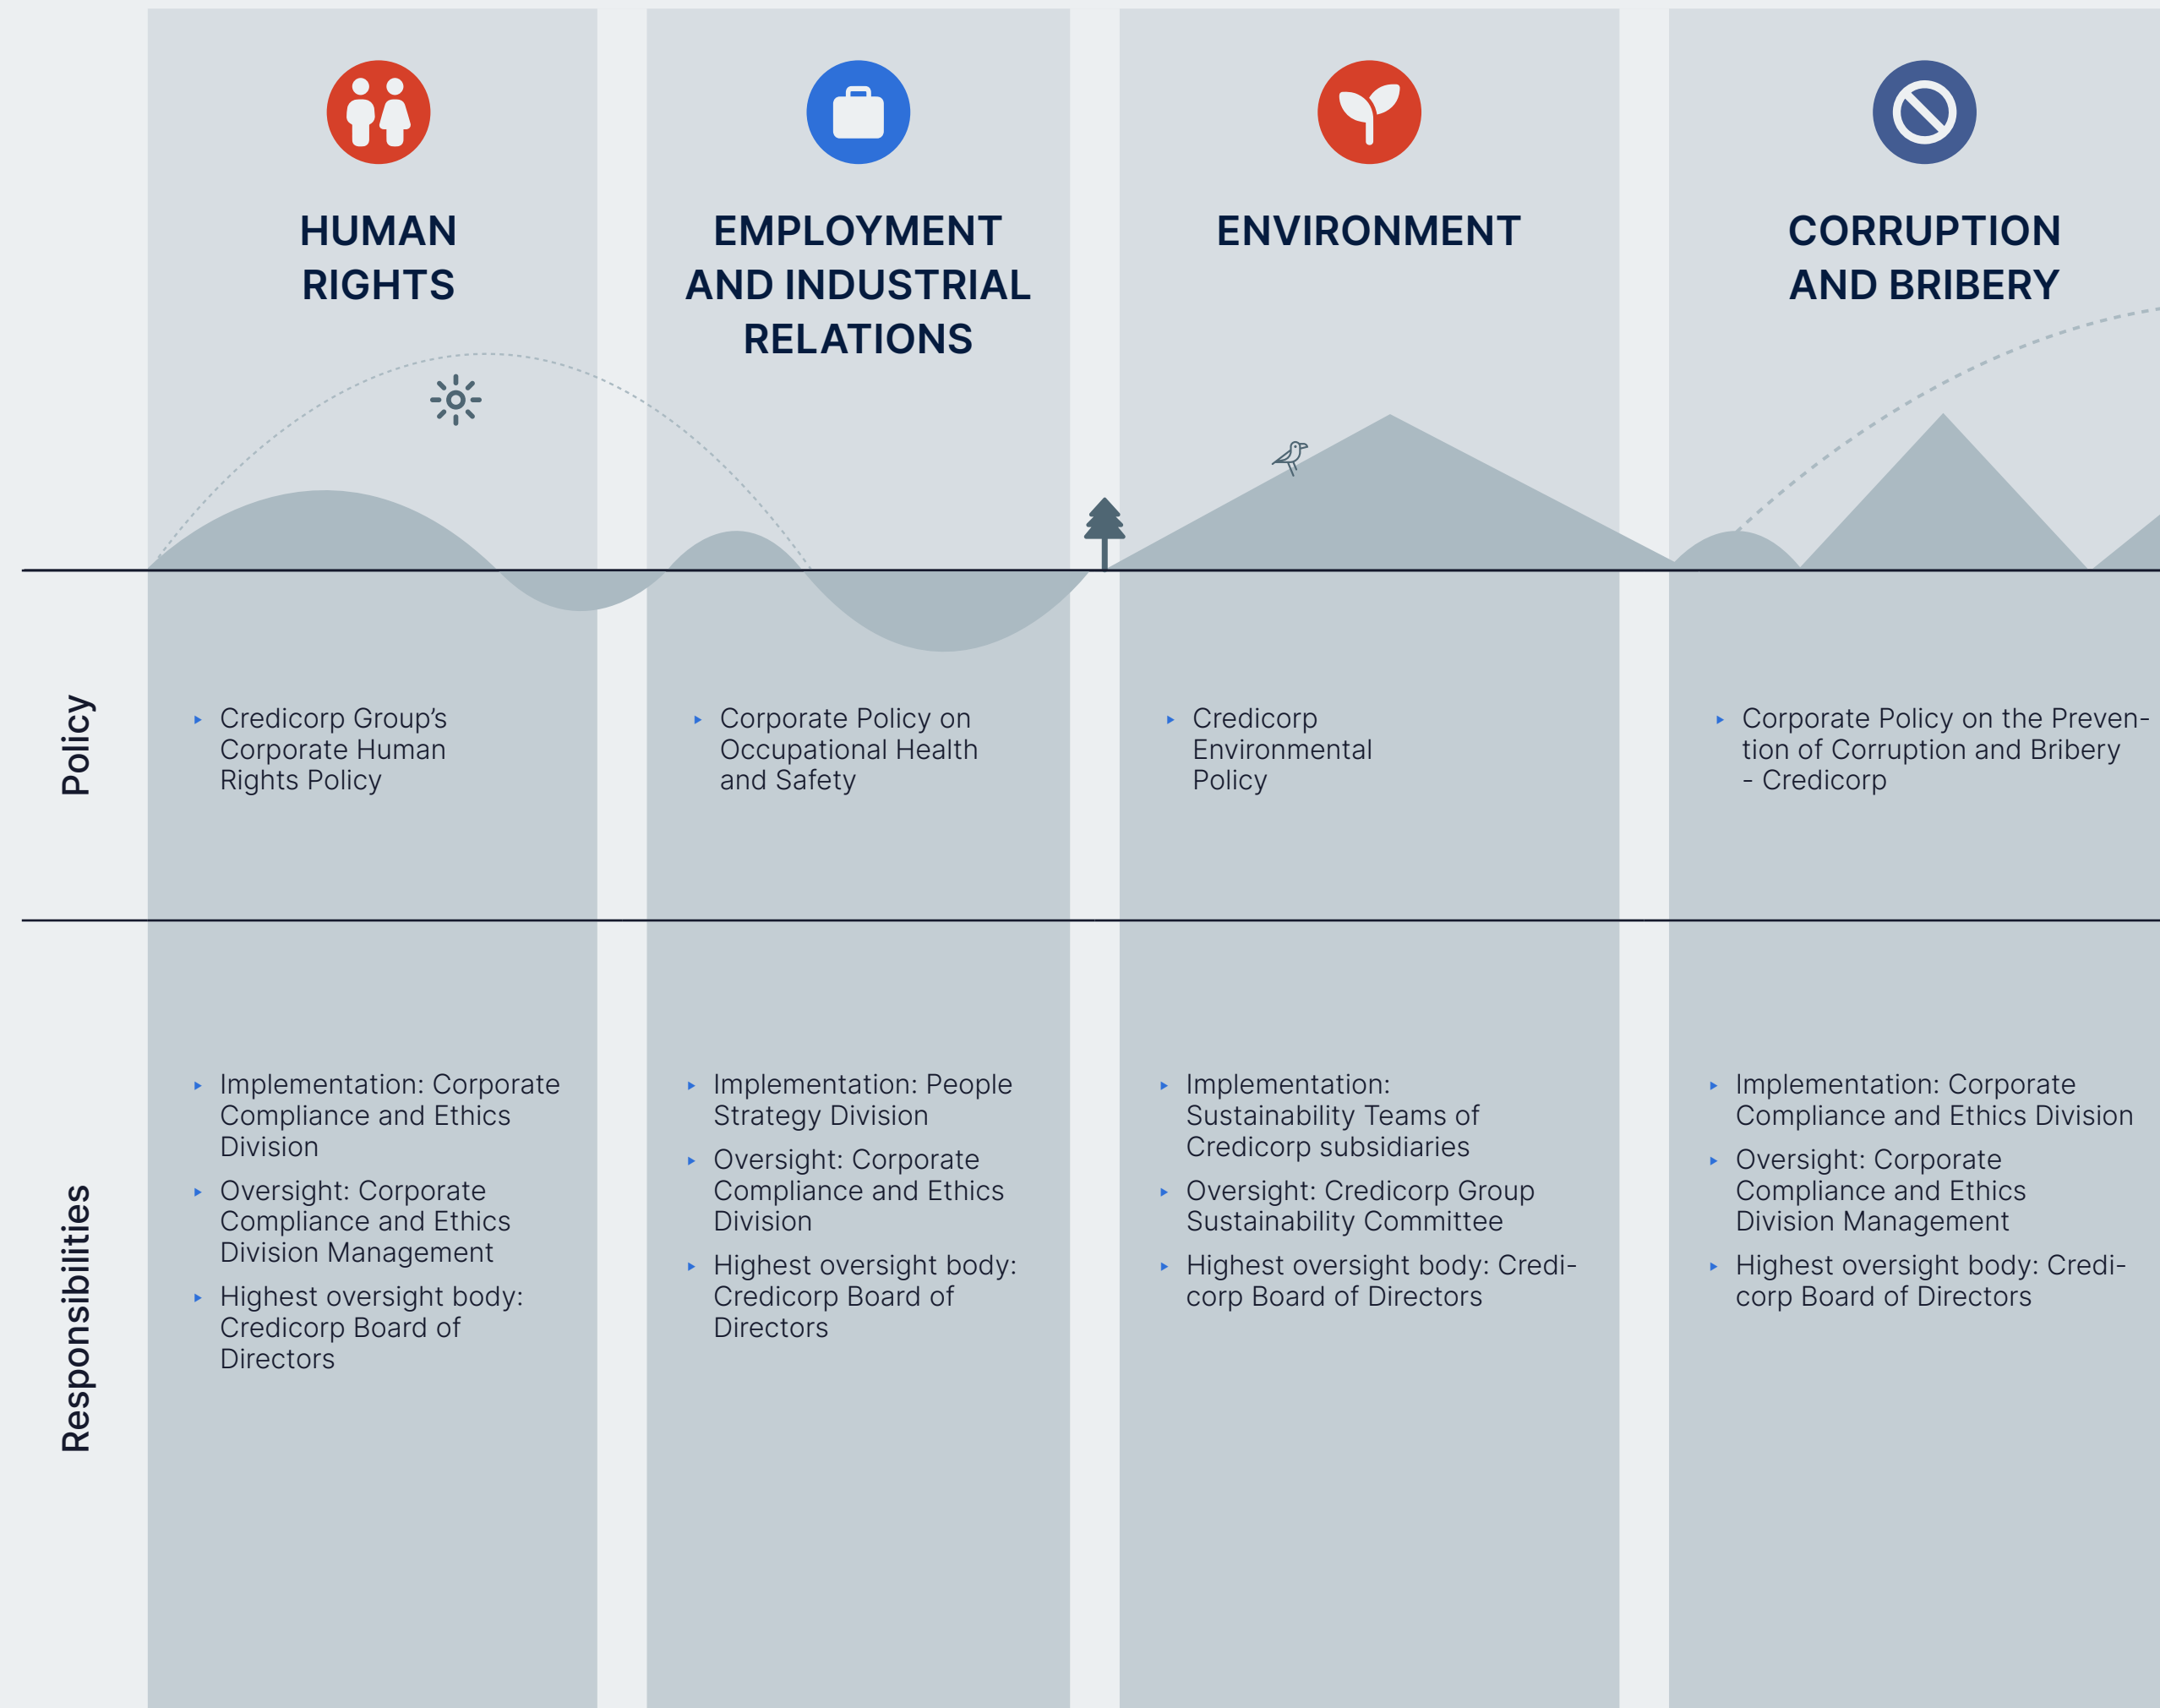 HUMAN
RIGHTS
EMPLOYMENT
AND INDUSTRIAL
RELATIONS
ENVIRONMENT
CORRUPTION
AND BRIBERY
Policy
Credicorp Group’s
Corporate Human
Rights Policy
Corporate Policy on
Occupational Health
and Safety
Credicorp
Environmental
Policy
Corporate Policy on the Preven-
tion of Corruption and Bribery
- Credicorp
Responsibilities
Implementation: Corporate
Compliance and Ethics
Division
Oversight: Corporate
Compliance and Ethics
Division Management
Highest oversight body:
Credicorp Board of
Directors
Implementation: People
Strategy Division
Oversight: Corporate
Compliance and Ethics
Division
Highest oversight body:
Credicorp Board of
Directors
Implementation:
Sustainability Teams of
Credicorp subsidiaries
Oversight: Credicorp Group
Sustainability Committee
Highest oversight body: Credi-
corp Board of Directors
Implementation: Corporate
Compliance and Ethics Division
Oversight: Corporate
Compliance and Ethics
Division Management
Highest oversight body: Credi-
corp Board of Directors